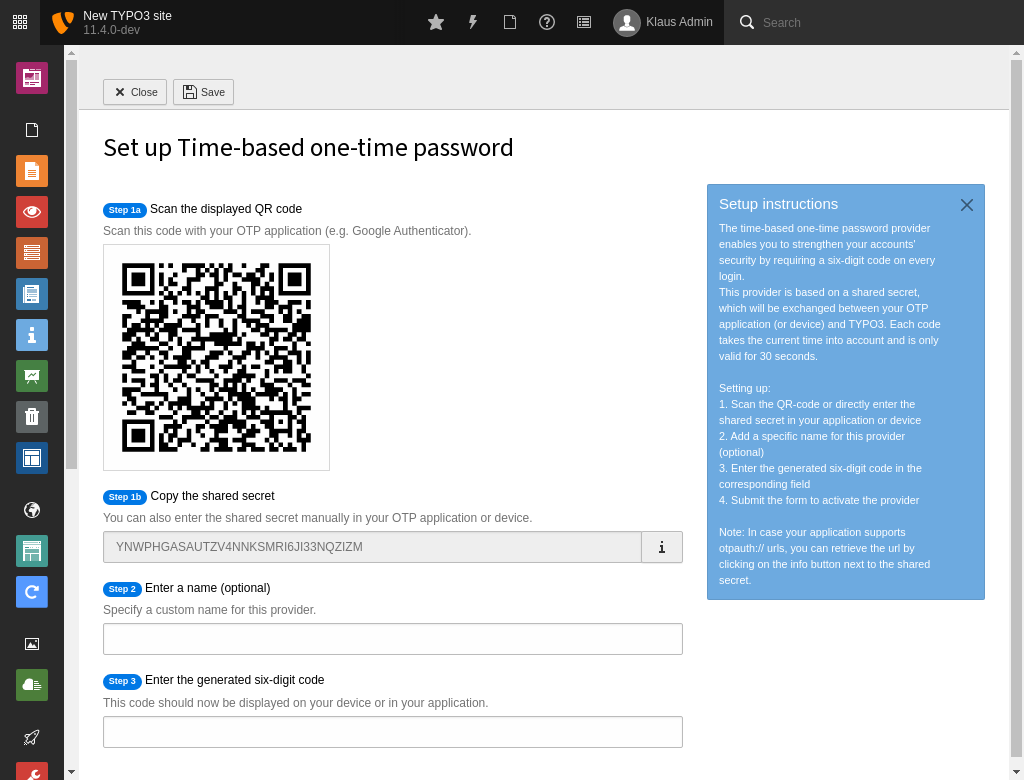 New TYPO3 site
11.4.0-dev
Klaus Admin
Search
Close
Save
Set up Time-based one-time password
Step 1a Scan the displayed QR code
Scan this code with your OTP application (e.g. Google Authenticator).
Step 1b Copy the shared secret
You can also enter the shared secret manually in your OTP application or device.
YNWPHGASAUTZV4NNKSMRI6JI33NQZIZM
Step 2 Enter a name (optional)
Specify a custom name for this provider.
Step 3 Enter the generated six-digit code
This code should now be displayed on your device or in your application.
Setup instructions
The time-based one-time password provider
enables you to strengthen your accounts'
security by requiring a six-digit code on every
login.
This provider is based on a shared secret,
which will be exchanged between your OTP
application (or device) and TYPO3. Each code
takes the current time into account and is only
valid for 30 seconds.
Setting up:
1. Scan the QR-code or directly enter the
shared secret in your application or device
2. Add a specific name for this provider
(optional)
3. Enter the generated six-digit code in the
corresponding field
4. Submit the form to activate the provider
Note: In case your application supports
otpauth:// urls, you can retrieve the url by
clicking on the info button next to the shared
secret.